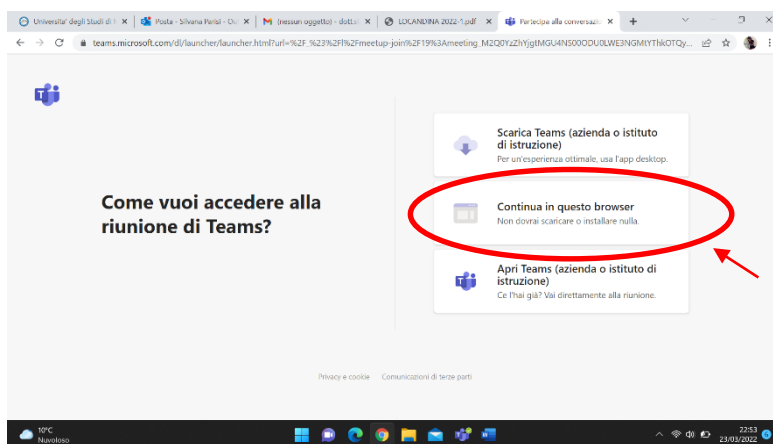 Universita' degli Studi di
Posta - Silvana Parisi - Ou
(nessun oggetto) - dotta
LOCANDINA 2022-1.pdf
Partecipa alla conversazio
teams.microsoft.com/dl/launcher/launcher.html?url=%2F_%23%2Fl%2Fmeetup-join%2F19%3Ameeting_
Scarica Teams (azienda o istituto
di istruzione)
Per un'esperienza ottimale, usa l'app desktop.
Come vuoi accedere alla
riunione di Teams?
Continua in questo browser
Non dovrai scaricare o installare nulla.
Apri Teams (azienda o istituto di
istruzione)
Ce l'hai già? Vai direttamente alla riunione.
Privacy e cookie Comunicazioni di terze parti
10°C
Nuvoloso
22:53
23/03/2022